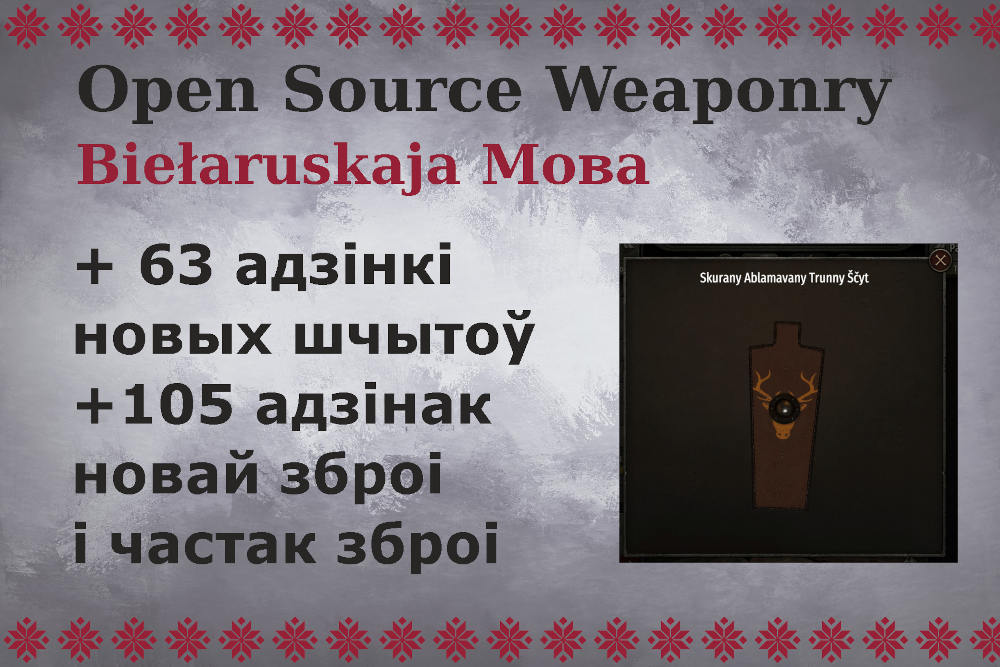 Open Source Weaponry
Biełaruskaja Мова
+ 63 адзінкі
новых шчытоў
+105 адзінак
новай зброі
і частак зброі
Skurany Ablamavany Trunny Ščyt